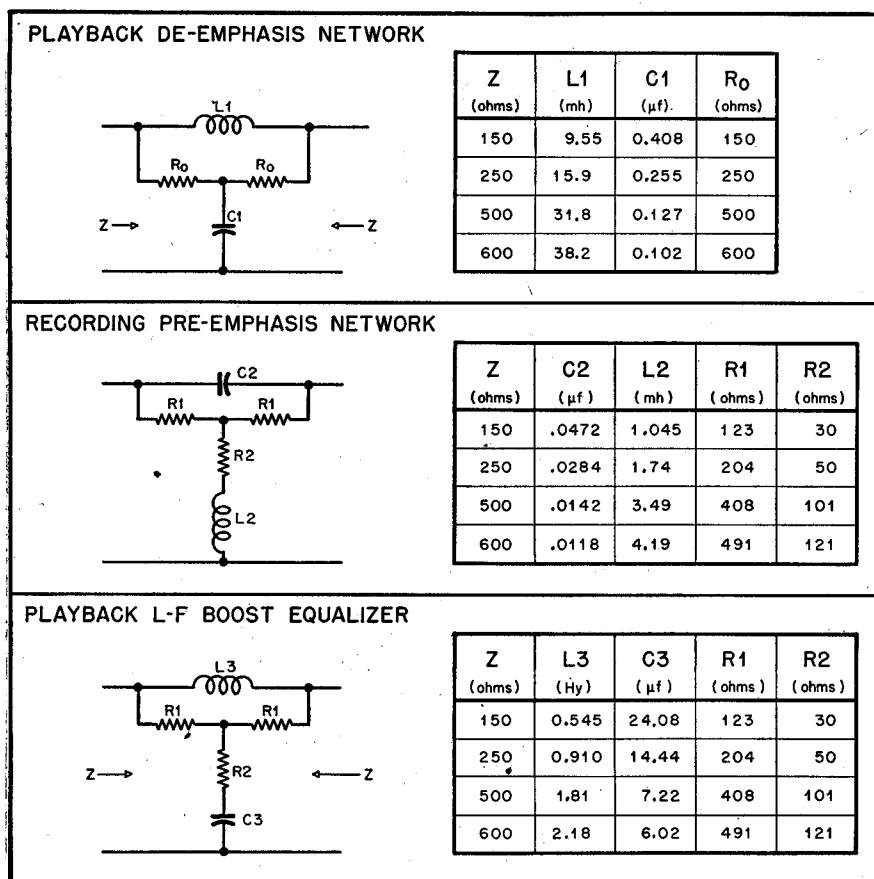 PLAYBACK DE-EMPHASIS NETWORK
L1
Ro Ro
C1
Z Z
Z L1 C1 Ro
(ohms) (mh) (µf). (ohms)
150 9.55 0.408 150
250 15.9 0.255 250
500 31.8 0.127 500
600 38.2 0.102 600
RECORDING PRE-EMPHASIS NETWORK
C2
R1 R1
R2
L2
Z C2 L2 R1 R2
(ohms) (µf) (mh) (ohms) (ohms)
150 .0472 1.045 123 30
250 .0284 1.74 204 50
500 .0142 3.49 408 101
600 .0118 4.19 491 121
PLAYBACK L-F BOOST EQUALIZER
L3
R1 R1
R2
Z Z
C3
Z L3 C3 R1 R2
(ohms) (Hy) (µf) (ohms) (ohms)
150 0.545 24.08 123 30
250 0.910 14.44 204 50
500 1.81 7.22 408 101
600 2.18 6.02 491 121